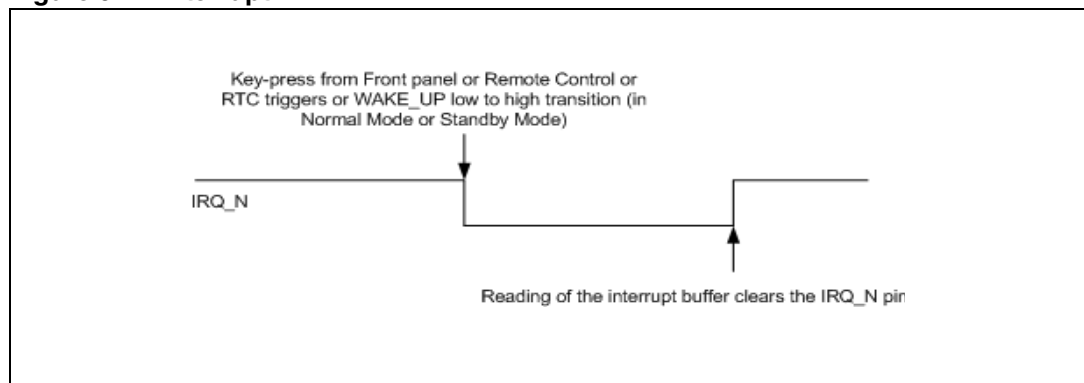 Key-press from Front panel or Remote Control or
RTC triggers or WAKE_UP low to high transition (in
Normal Mode or Standby Mode)
IRQ_N
Reading of the interrupt buffer clears the IRQ_N pin